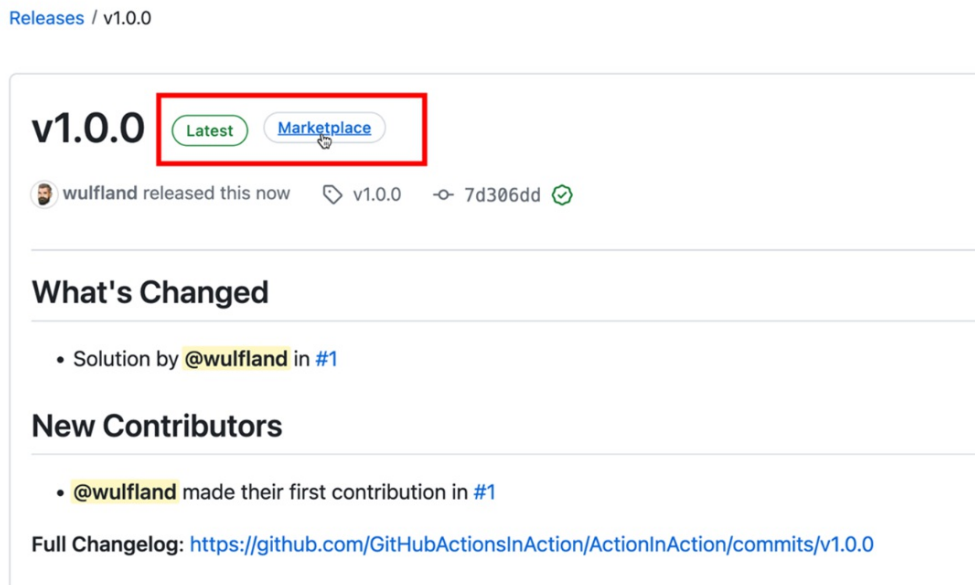 Releases / v1.0.0
v1.0.0 Latest Marketplace
wulfland released this now v1.0.0 7d306dd
What's Changed
• Solution by @wulfland in #1
New Contributors
• @wulfland made their first contribution in #1
Full Changelog: https://github.com/GitHubActionsInAction/ActionInAction/commits/v1.0.0